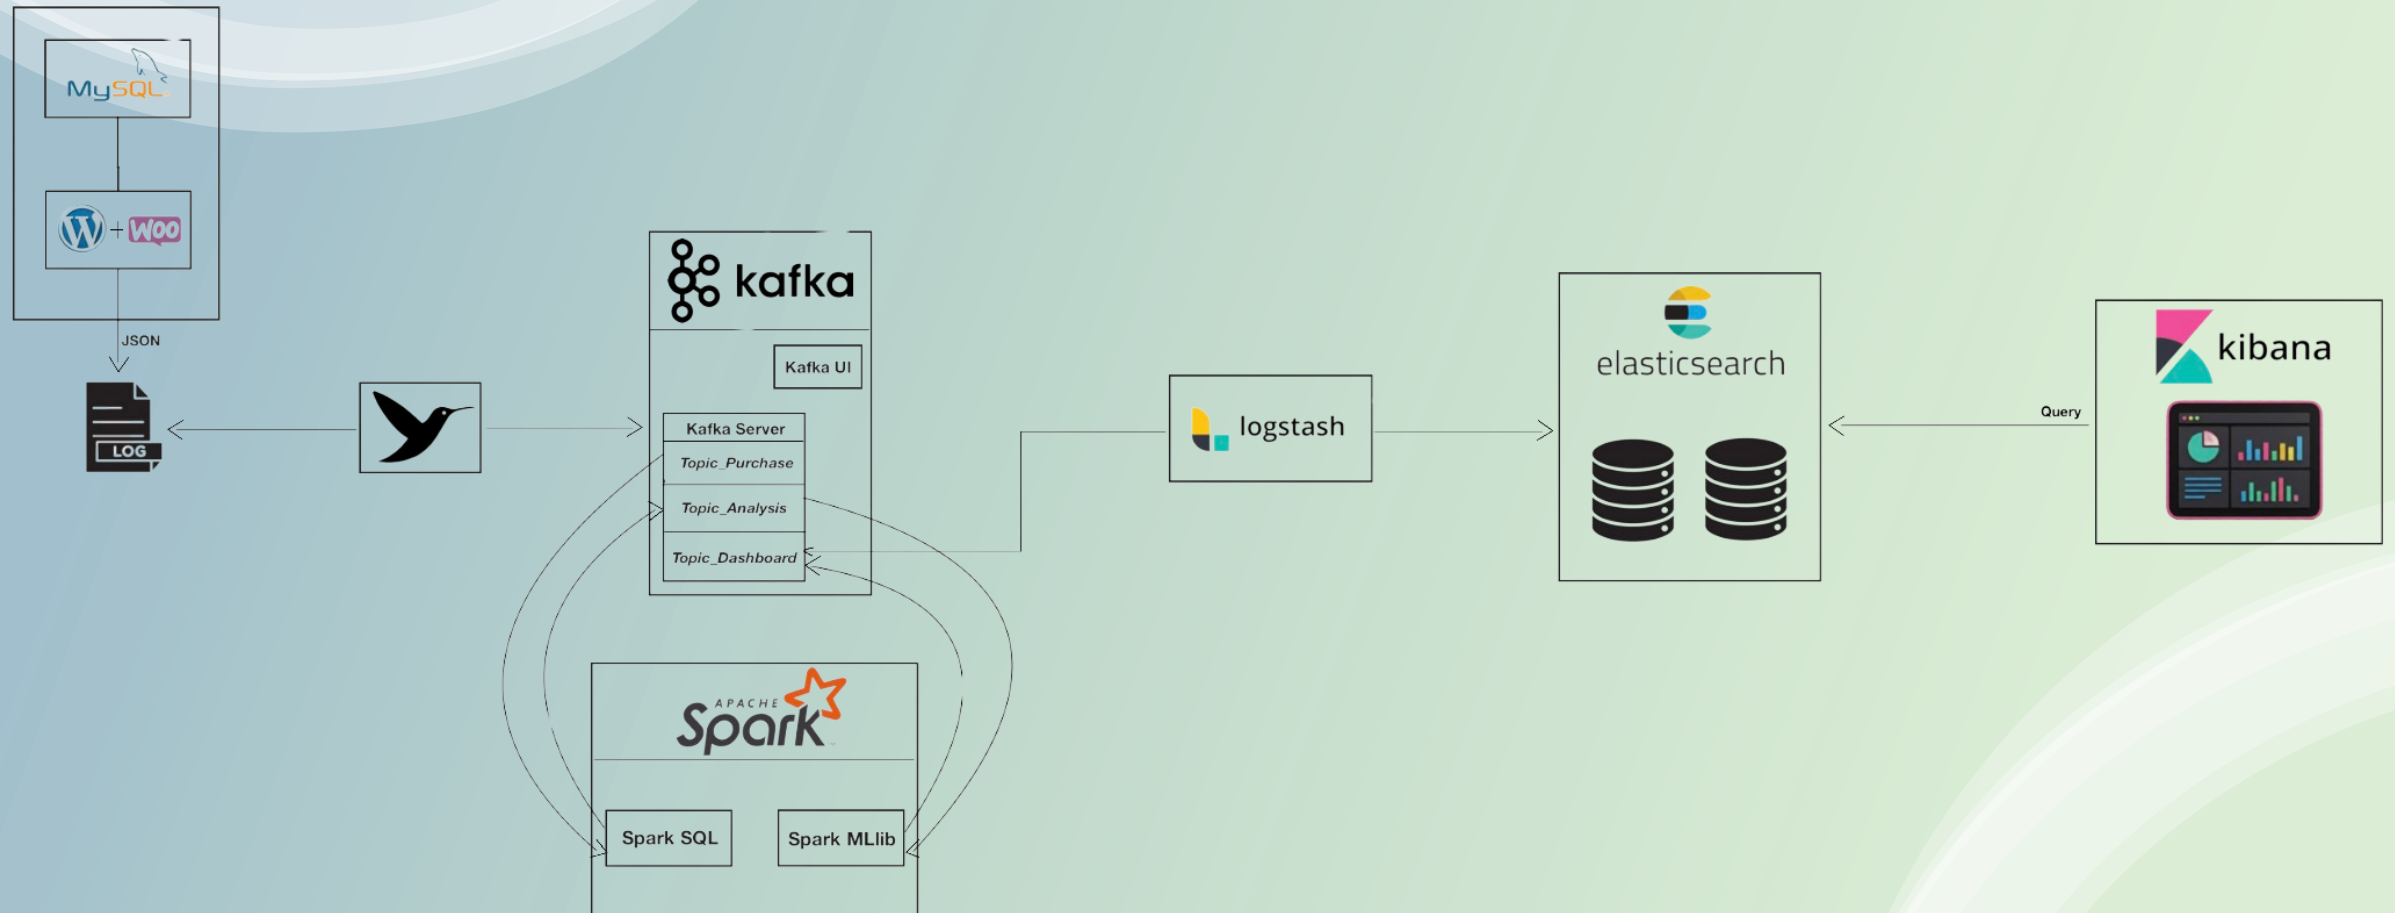 MySQL
W + WOO
JSON
LOG
kafka
Kafka UI
Kafka Server
Topic_Purchase
Topic_Analysis
Topic_Dashboard
APACHE
Spark
Spark SQL
Spark MLlib
logstash
elasticsearch
Query
kibana